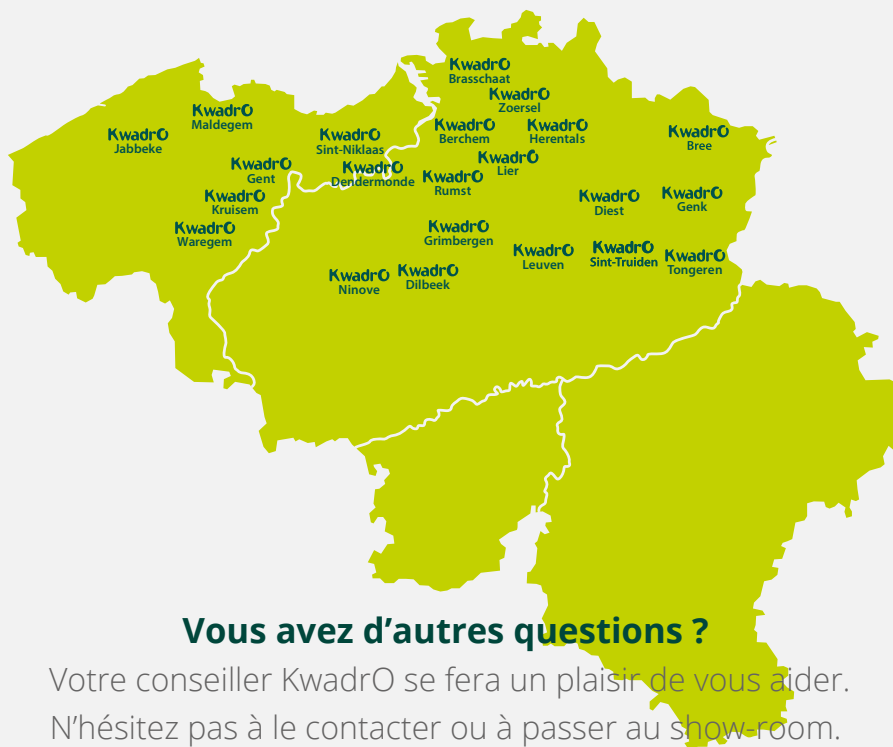 KwadrO
Brasschaat
KwadrO
Zoersel
KwadrO
Maldegem
KwadrO
Jabbeke
KwadrO
Sint-Niklaas
KwadrO
Berchem
KwadrO
Herentals
KwadrO
Bree
KwadrO
Gent
KwadrO
Dendermonde
KwadrO
Lier
KwadrO
Rumst
KwadrO
Kruisem
KwadrO
Diest
KwadrO
Genk
KwadrO
Waregem
KwadrO
Grimbergen
KwadrO
Leuven
KwadrO
Sint-Truiden
KwadrO
Tongeren
KwadrO
Ninove
KwadrO
Dilbeek
Vous avez d’autres questions ?
Votre conseiller KwadrO se fera un plaisir de vous aider.
N’hésitez pas à le contacter ou à passer au show-room.